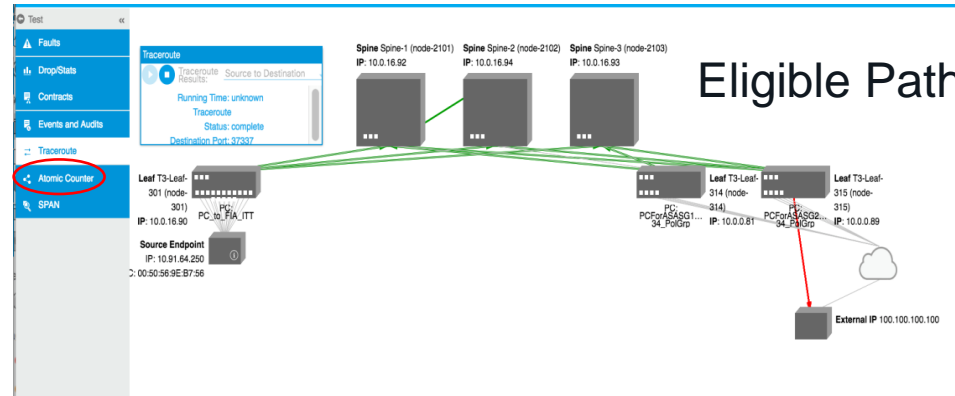 Test «
Faults
Drop/Stats
Contracts
Events and Audits
Traceroute
Atomic Counter
SPAN
Traceroute
Traceroute Results: Source to Destination
Running Time: unknown
Traceroute
Status: complete
Destination Port: 37337
Spine Spine-1 (node-2101)
IP: 10.0.16.92
Spine Spine-2 (node-2102)
IP: 10.0.16.94
Spine Spine-3 (node-2103)
IP: 10.0.16.93
Eligible Path
Leaf T3-Leaf-
301 (node-
301)
IP: 10.0.16.90
PC:
PC_to_FIA_ITT
Source Endpoint
IP: 10.91.64.250
C: 00:50:56:9E:B7:56
Leaf T3-Leaf-
314 (node-
314)
IP: 10.0.0.81
PC:
PCForASASG1...
34_PolGrp
Leaf T3-Leaf-
315 (node-
315)
IP: 10.0.0.89
PC:
PCForASASG2...
34_PolGrp
External IP 100.100.100.100